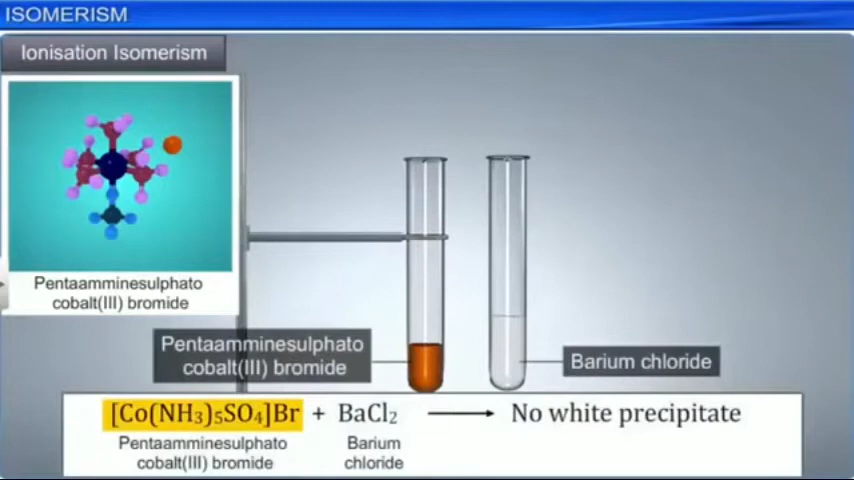 ISOMERISM
Ionisation Isomerism
Pentaamminesulphato
cobalt(III) bromide
Pentaamminesulphato
cobalt(III) bromide
Barium chloride
[Co(NH₃)₅SO₄]Br + BaCl₂ ⟶ No white precipitate
Pentaamminesulphato
cobalt(III) bromide
Barium
chloride